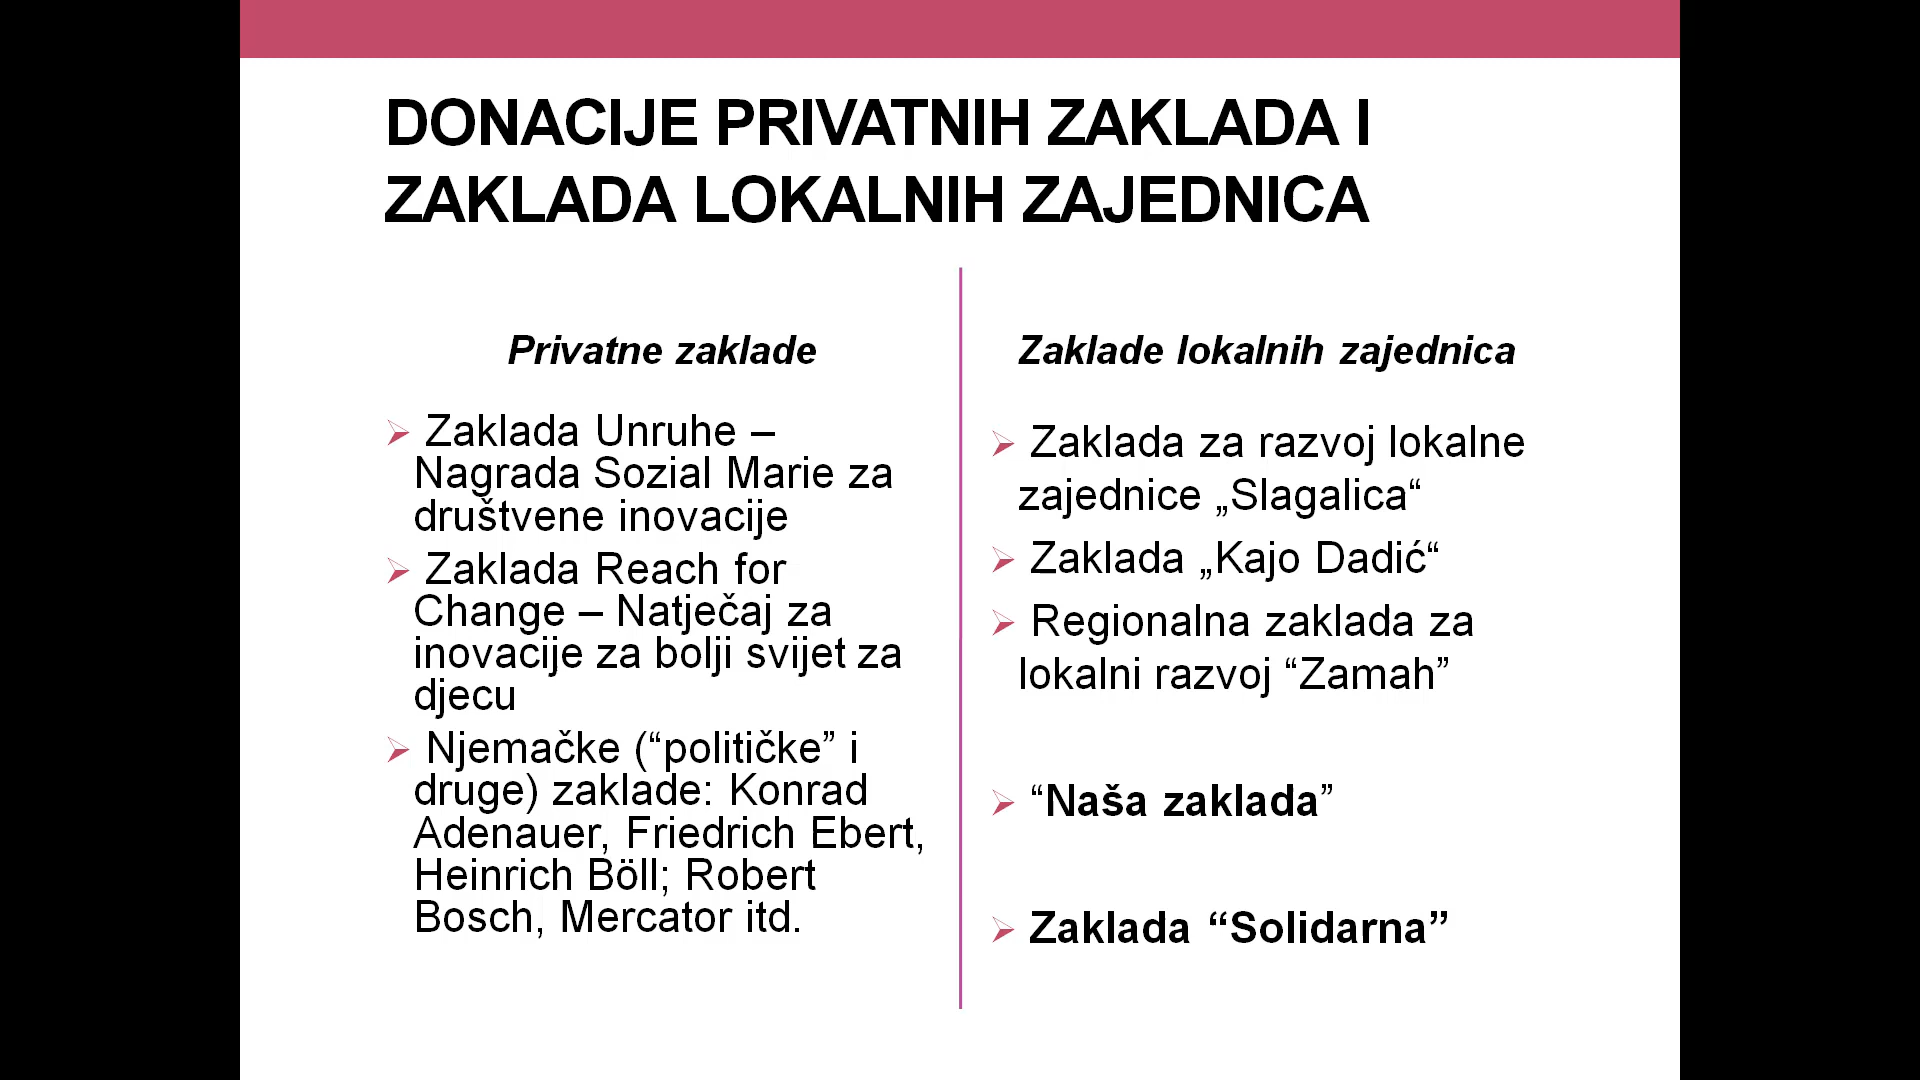 DONACIJE PRIVATNIH ZAKLADA I
ZAKLADA LOKALNIH ZAJEDNICA
Privatne zaklade
Zaklada Unruhe –
Nagrada Sozial Marie za
društvene inovacije
Zaklada Reach for
Change – Natječaj za
inovacije za bolji svijet za
djecu
Njemačke (“političke” i
druge) zaklade: Konrad
Adenauer, Friedrich Ebert,
Heinrich Böll; Robert
Bosch, Mercator itd.
Zaklade lokalnih zajednica
Zaklada za razvoj lokalne
zajednice „Slagalica“
Zaklada „Kajo Dadić“
Regionalna zaklada za
lokalni razvoj “Zamah”
“Naša zaklada”
Zaklada “Solidarna”